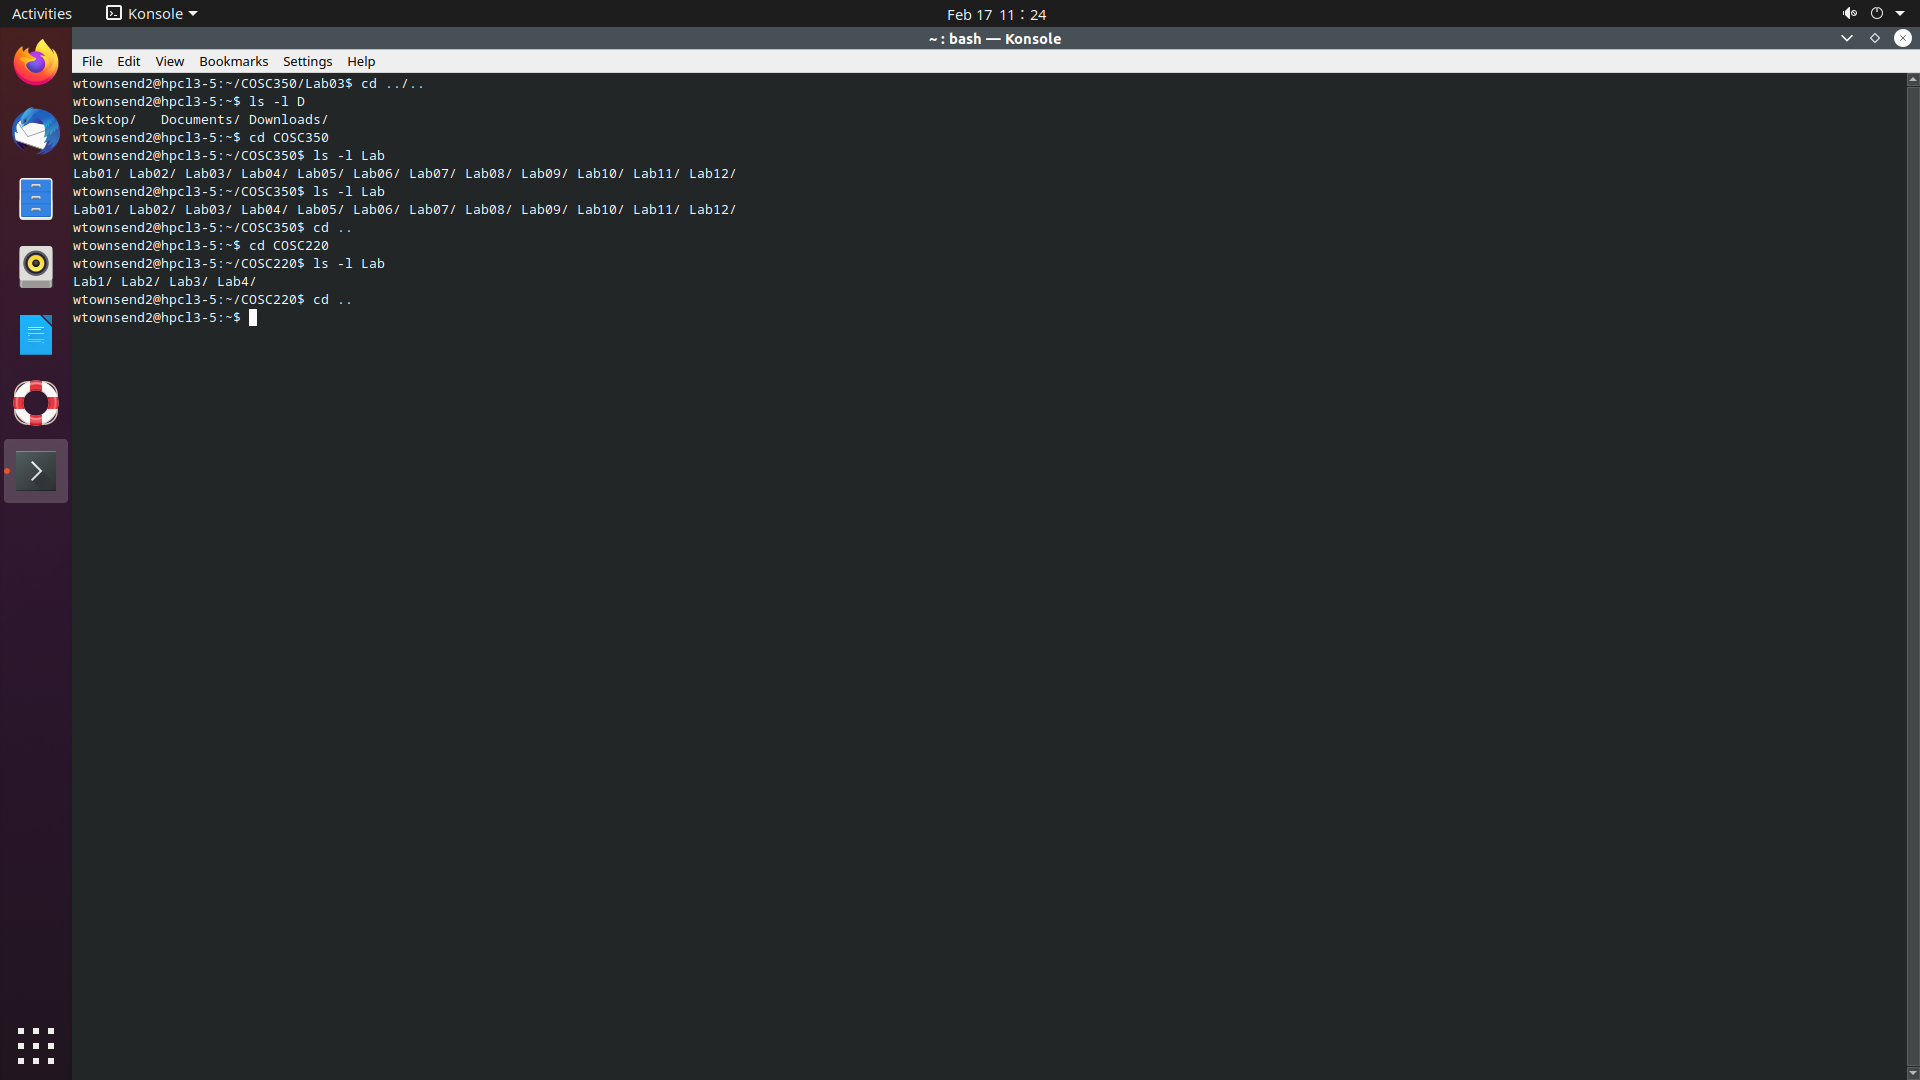 Activities Konsole Feb 17 11:24
~ : bash — Konsole
File Edit View Bookmarks Settings Help
wtownsend2@hpcl3-5:~/COSC350/Lab03$ cd ../..
wtownsend2@hpcl3-5:~$ ls -l D
Desktop/   Documents/ Downloads/
wtownsend2@hpcl3-5:~$ cd COSC350
wtownsend2@hpcl3-5:~/COSC350$ ls -l Lab
Lab01/ Lab02/ Lab03/ Lab04/ Lab05/ Lab06/ Lab07/ Lab08/ Lab09/ Lab10/ Lab11/ Lab12/
wtownsend2@hpcl3-5:~/COSC350$ ls -l Lab
Lab01/ Lab02/ Lab03/ Lab04/ Lab05/ Lab06/ Lab07/ Lab08/ Lab09/ Lab10/ Lab11/ Lab12/
wtownsend2@hpcl3-5:~/COSC350$ cd ..
wtownsend2@hpcl3-5:~$ cd COSC220
wtownsend2@hpcl3-5:~/COSC220$ ls -l Lab
Lab1/ Lab2/ Lab3/ Lab4/
wtownsend2@hpcl3-5:~/COSC220$ cd ..
wtownsend2@hpcl3-5:~$